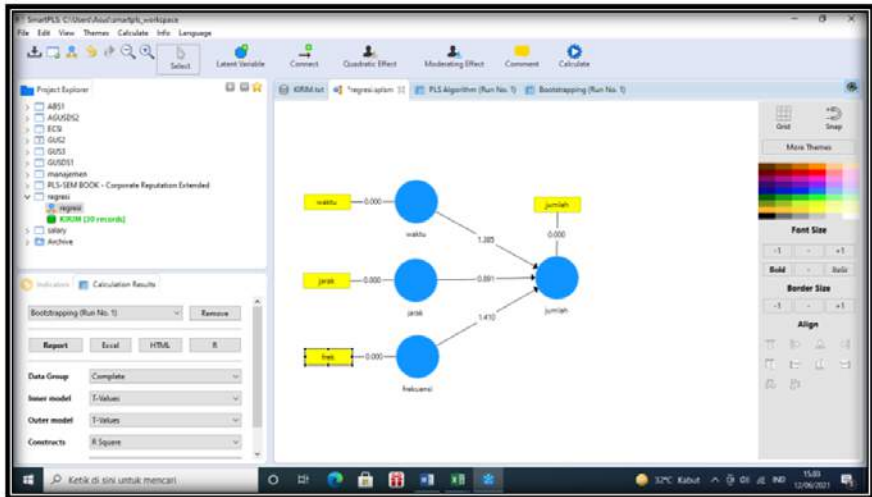 SmartPLS: C:\Users\Asus\smartpls_workspace
File Edit View Themes Calculate Info Language
Select
Latent Variable
Connect
Quadratic Effect
Moderating Effect
Comment
Calculate
Project Explorer
ABS1
AGUSDS2
ECSI
GUS2
GUS3
GUSDS1
manajemen
PLS-SEM BOOK - Corporate Reputation Extended
regresi
regresi
KIRIM [30 records]
salary
Archive
Indicators
Calculation Results
Bootstrapping (Run No. 1)
Remove
Report
Excel
HTML
R
Data Group
Complete
Inner model
T-Values
Outer model
T-Values
Constructs
R Square
KIRIM.txt
*regresi.splsm
PLS Algorithm (Run No. 1)
Bootstrapping (Run No. 1)
waktu
0.000
waktu
1.385
jarak
0.000
jarak
0.891
frek
0.000
frekuensi
1.410
jumlah
0.000
jumlah
Grid
Snap
More Themes
Font Size
-1
-
+1
Bold
-
Italic
Border Size
-1
-
+1
Align
Ketik di sini untuk mencari
32°C Kabut
IND
15.03
12/06/2021